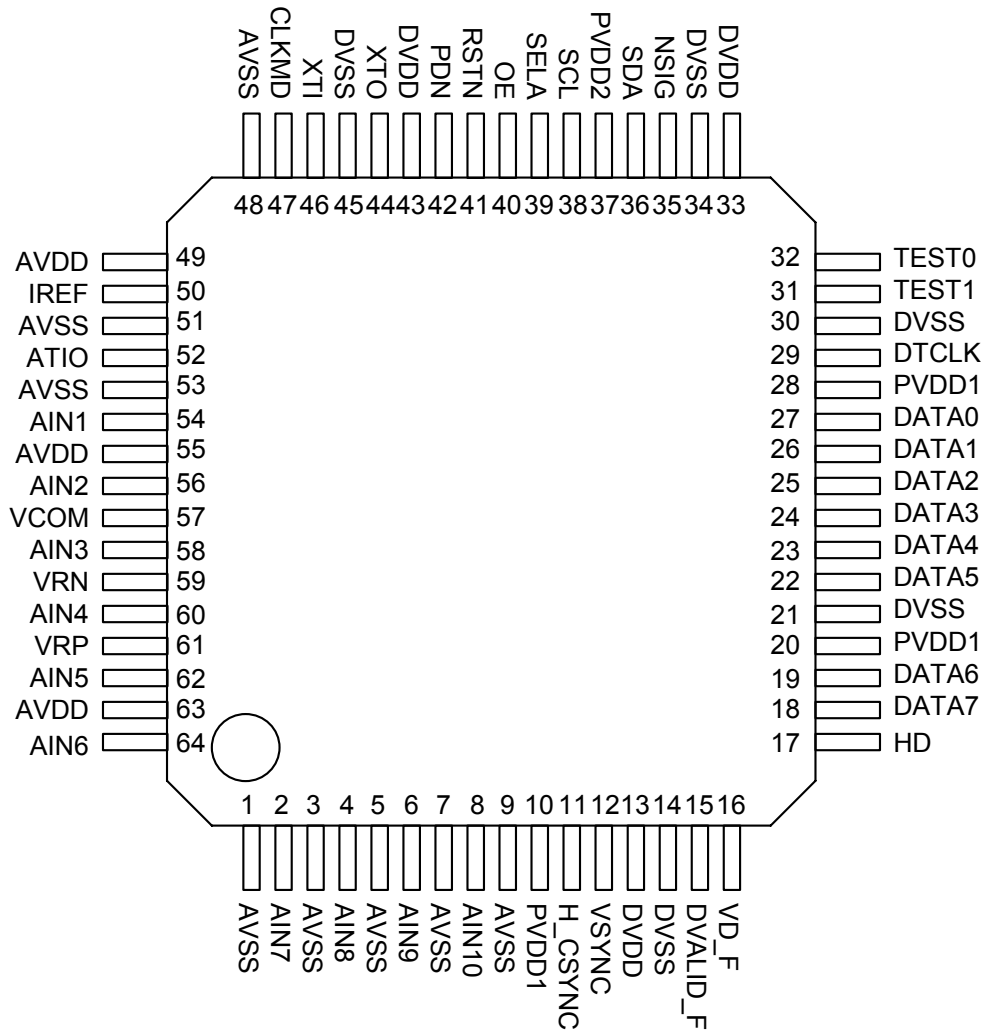 AVSS CLKMD XTI DVSS XTO DVDD PDN RSTN OE SELA SCL PVDD2 SDA NSIG DVSS DVDD
48 47 46 45 44 43 42 41 40 39 38 37 36 35 34 33
AVDD 49 32 TEST0
IREF 50 31 TEST1
AVSS 51 30 DVSS
ATIO 52 29 DTCLK
AVSS 53 28 PVDD1
AIN1 54 27 DATA0
AVDD 55 26 DATA1
AIN2 56 25 DATA2
VCOM 57 24 DATA3
AIN3 58 23 DATA4
VRN 59 22 DATA5
AIN4 60 21 DVSS
VRP 61 20 PVDD1
AIN5 62 19 DATA6
AVDD 63 18 DATA7
AIN6 64 17 HD
1 2 3 4 5 6 7 8 9 10 11 12 13 14 15 16
AVSS AIN7 AVSS AIN8 AVSS AIN9 AVSS AIN10 AVSS PVDD1 H_CSYNC VSYNC DVDD DVSS DVALID_F VD_F